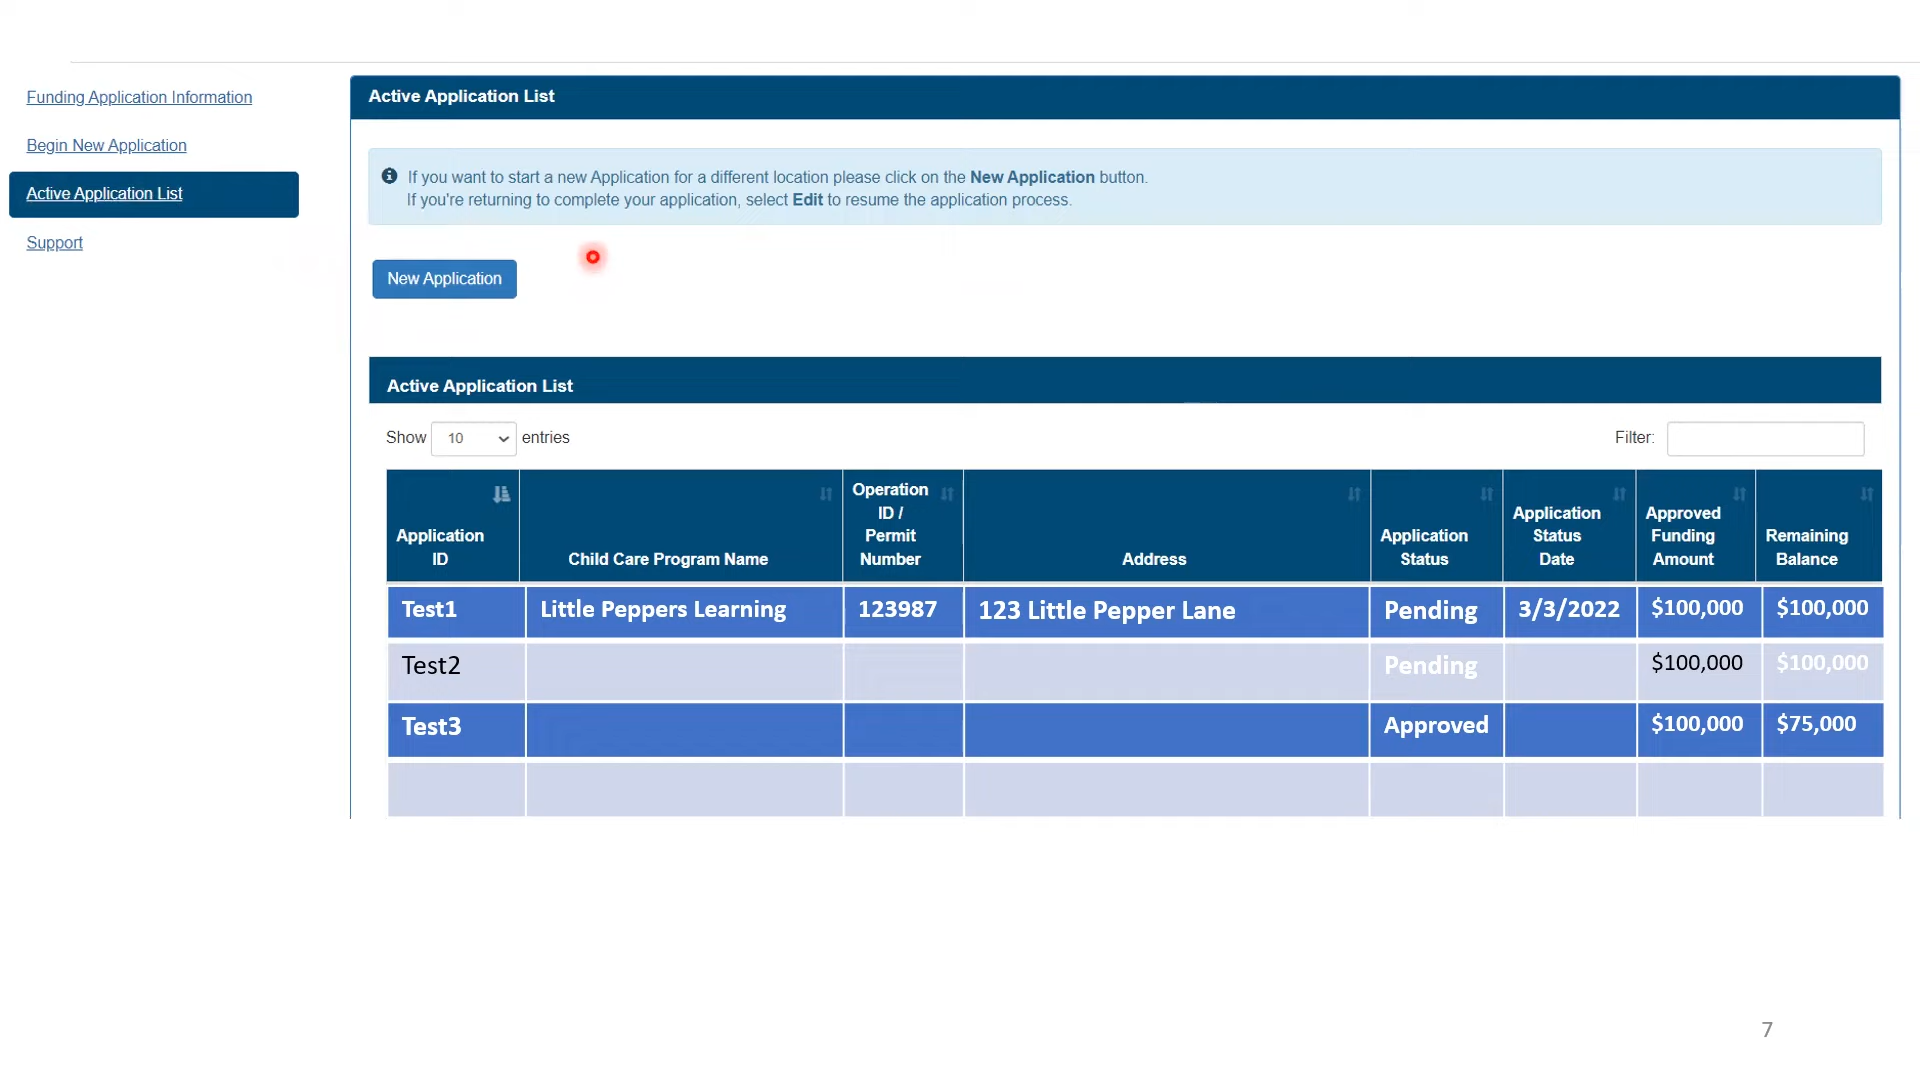 Funding Application Information
Begin New Application
Active Application List
Support
Active Application List
If you want to start a new Application for a different location please click on the New Application button.
If you're returning to complete your application, select Edit to resume the application process.
New Application
Active Application List
Show 10 entries
Filter:
Application ID
Child Care Program Name
Operation ID / Permit Number
Address
Application Status
Application Status Date
Approved Funding Amount
Remaining Balance
Test1 Little Peppers Learning 123987 123 Little Pepper Lane Pending 3/3/2022 $100,000 $100,000
Test2 Pending $100,000 $100,000
Test3 Approved $100,000 $75,000
7